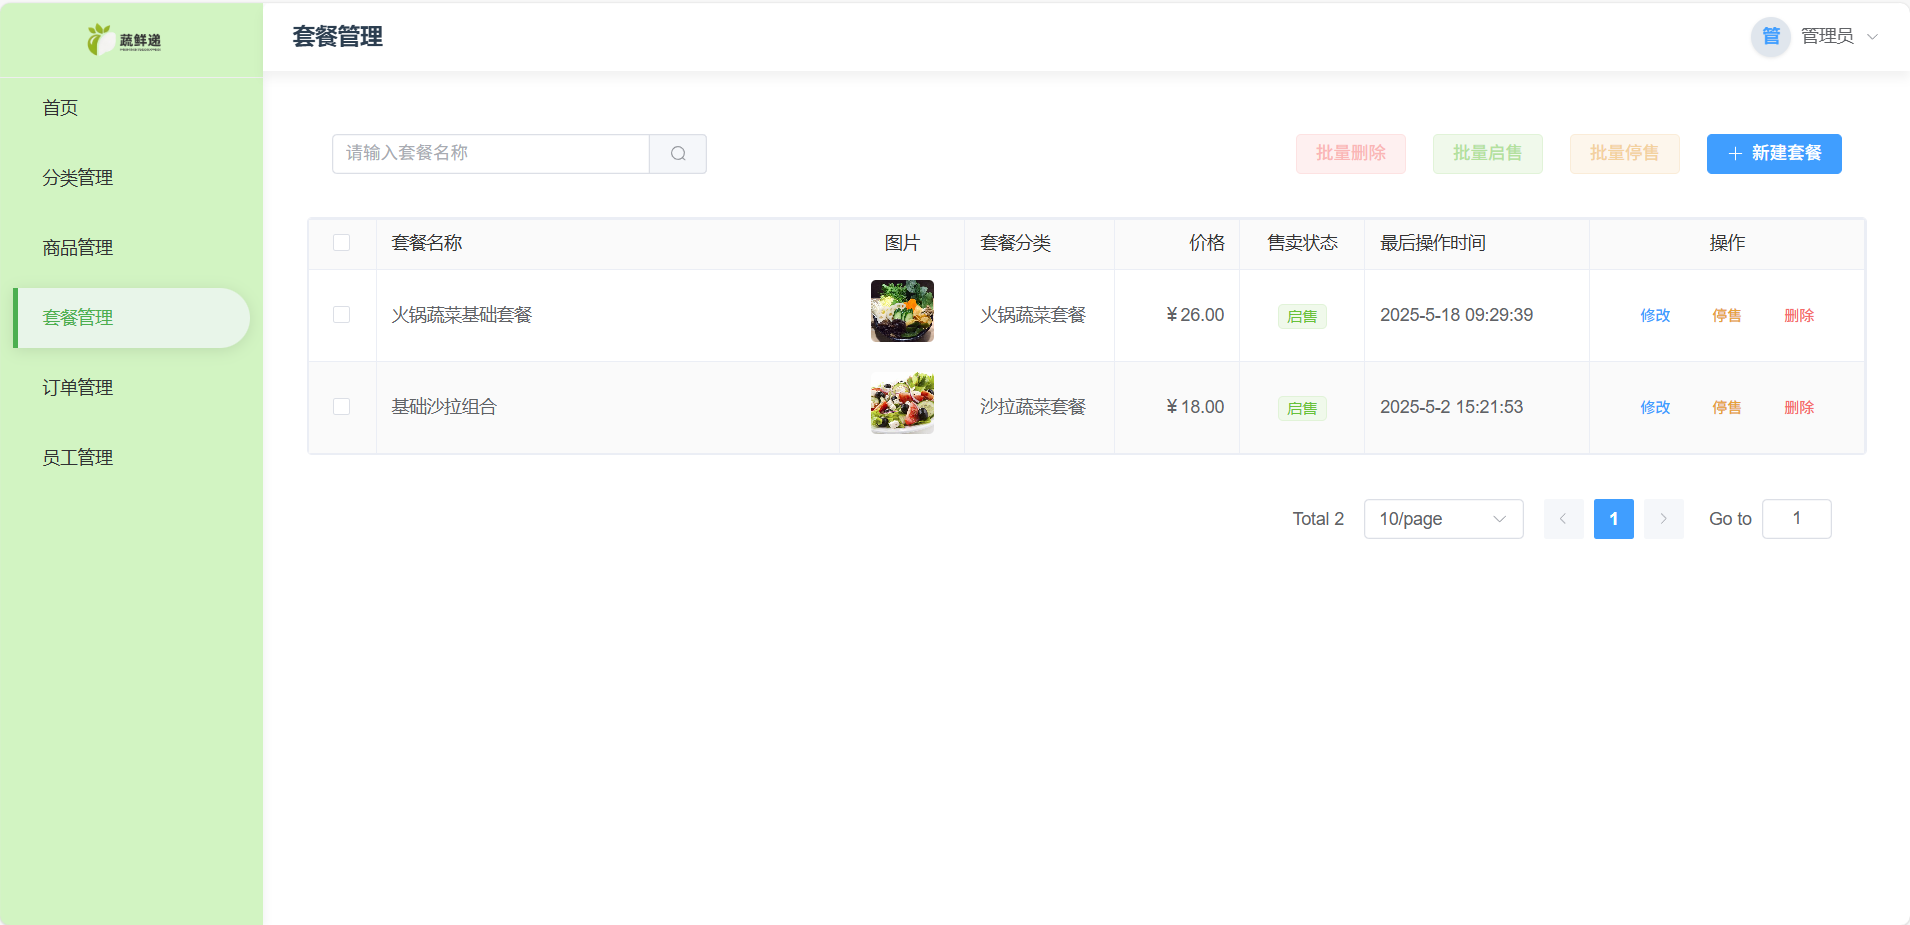 蔬鲜递
套餐管理
管 管理员
首页
分类管理
商品管理
套餐管理
订单管理
员工管理
请输入套餐名称
批量删除 批量启售 批量停售 新建套餐
套餐名称 图片 套餐分类 价格 售卖状态 最后操作时间 操作
火锅蔬菜基础套餐 火锅蔬菜套餐 ¥26.00 启售 2025-5-18 09:29:39 修改 停售 删除
基础沙拉组合 沙拉蔬菜套餐 ¥18.00 启售 2025-5-2 15:21:53 修改 停售 删除
Total 2 10/page 1 Go to 1